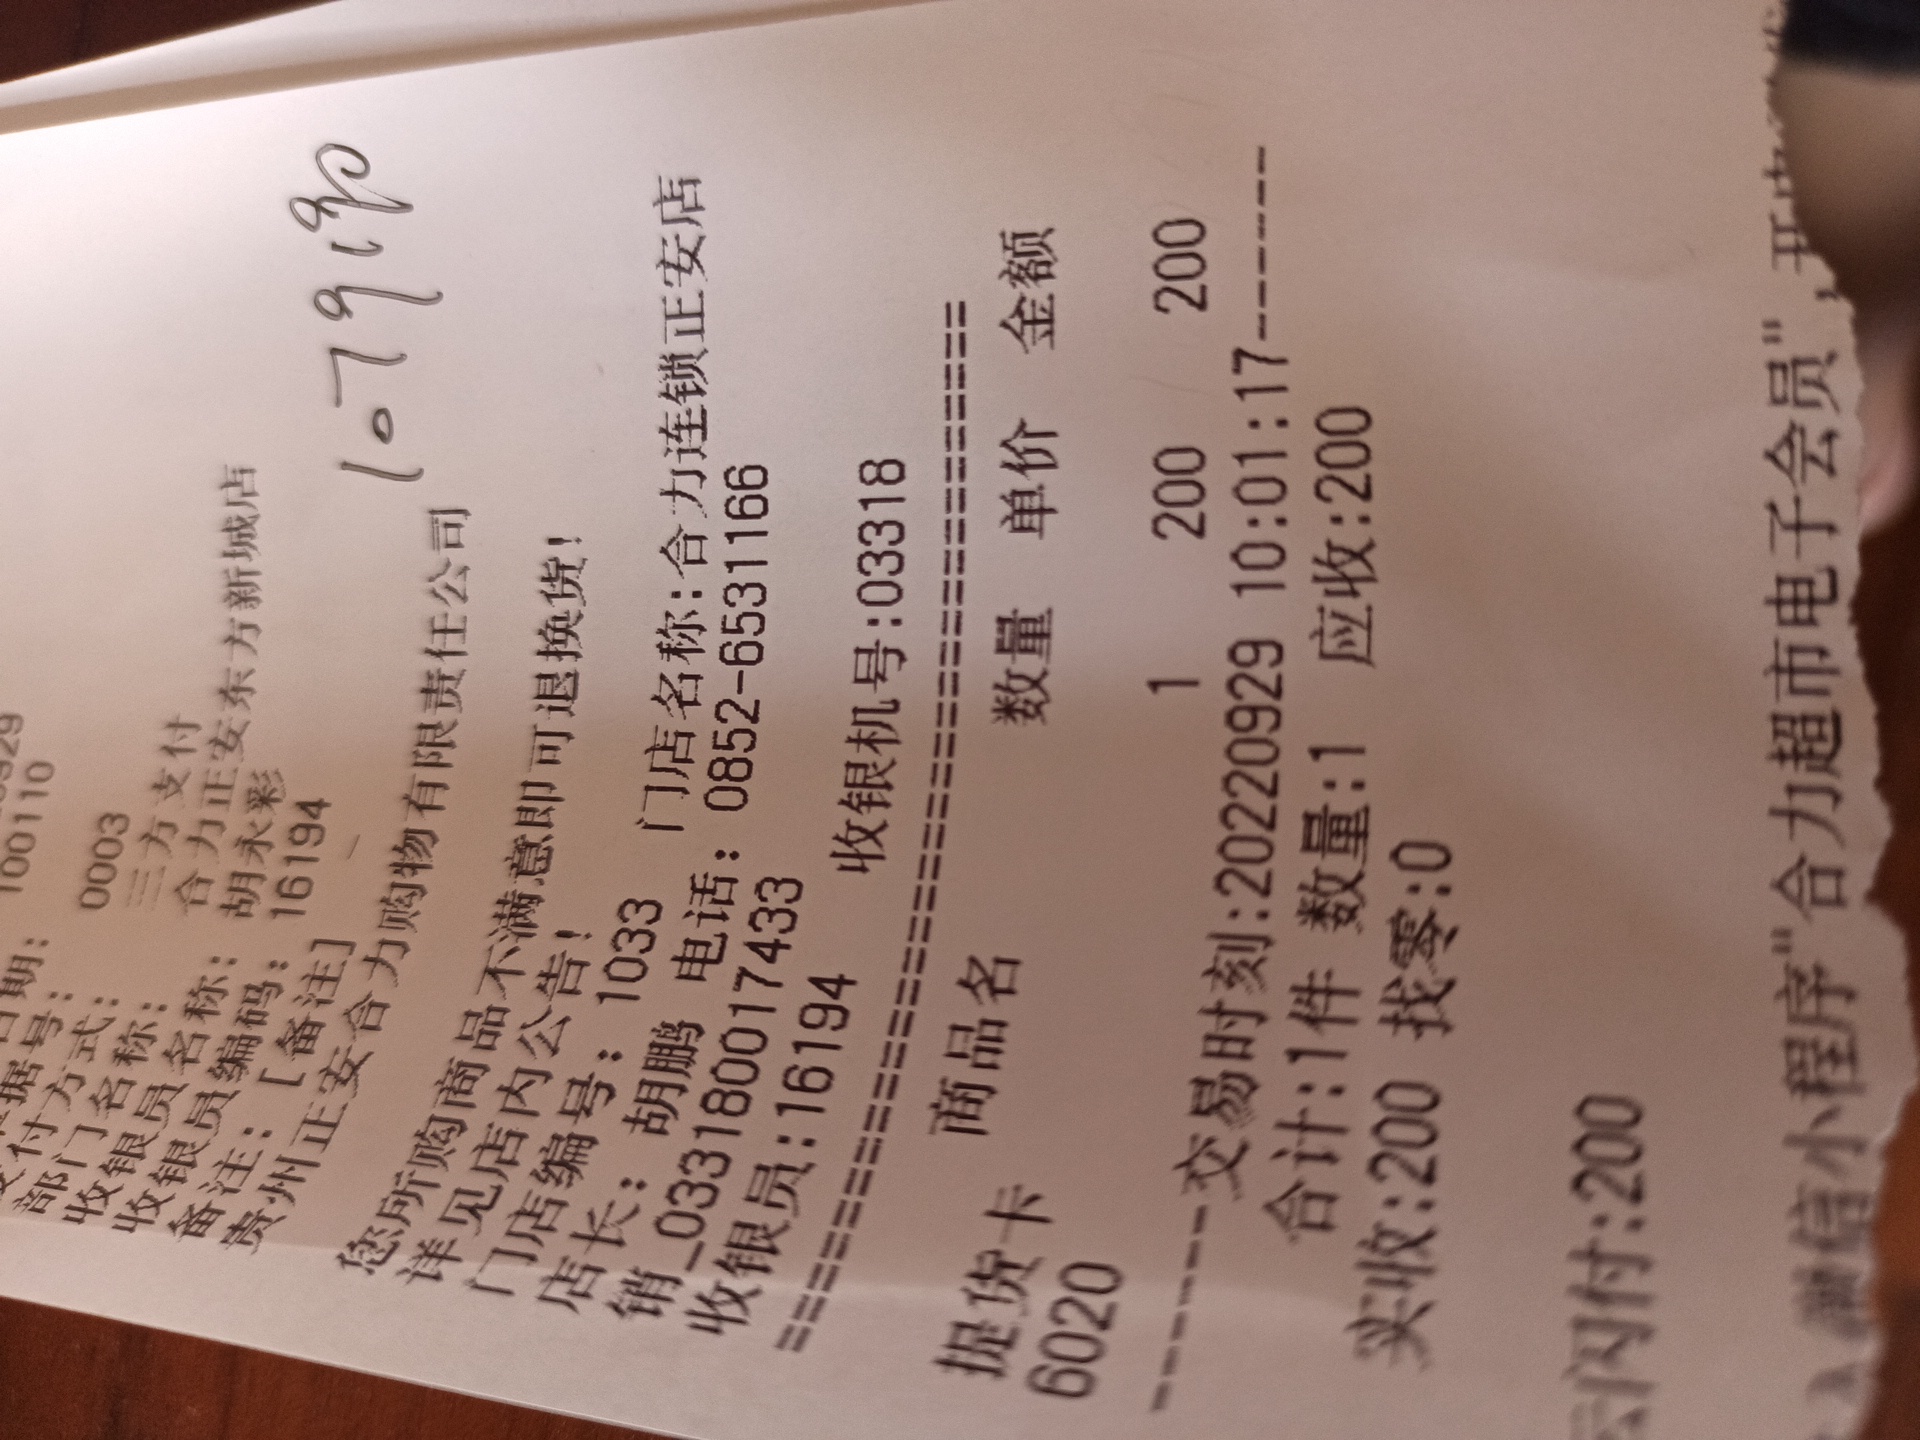 100110
0003
支付方式: 三方支付
部门名称: 合力正安东方新城店
收银员名称: 胡永彩
收银员编码: 16194
备注: [备注]
贵州正安合力购物有限责任公司
10791
您所购商品不满意即可退换货!
详见店内公告!
门店编号: 1033 门店名称:合力连锁正安店
店长: 胡鹏 电话: 0852-6531166
销_033180017433
收银员:16194 收银机号:03318
==============================
商品名 数量 单价 金额
提货卡
6020 1 200 200
------交易时刻:20220929 10:01:17--------
合计:1件 数量:1 应收:200
实收:200 找零:0
云闪付:200
微信小程序"合力超市电子会员",开